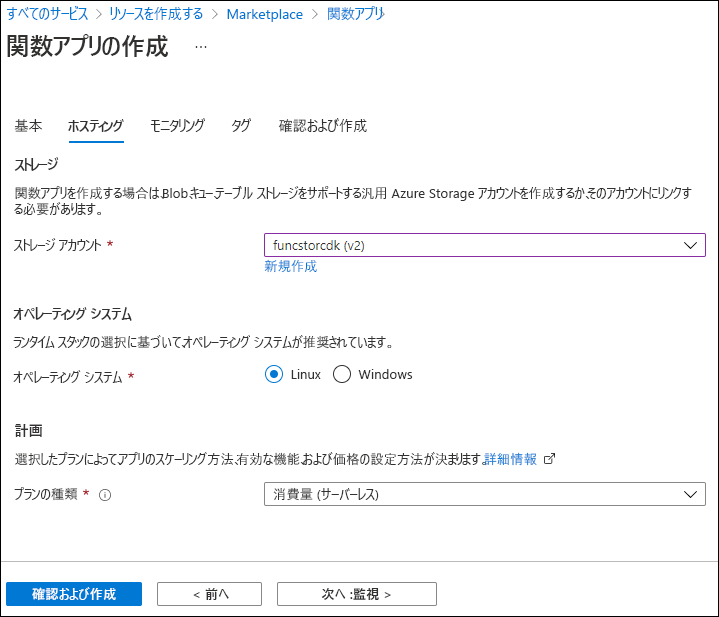 すべてのサービス > リソースを作成する > Marketplace > 関数アプリ
関数アプリの作成 ...
基本 ホスティング モニタリング タグ 確認および作成
ストレージ
関数アプリを作成する場合は、Blob、キュー、テーブル ストレージをサポートする汎用 Azure Storage アカウントを作成するか、そのアカウントにリンクす
る必要があります。
ストレージ アカウント * funcstorcdk (v2)
新規作成
オペレーティング システム
ランタイム スタックの選択に基づいてオペレーティング システムが推奨されています。
オペレーティング システム * Linux Windows
計画
選択したプランによって、アプリのスケーリング方法、有効な機能、および価格の設定方法が決まります。詳細情報
プランの種類 * 消費量 (サーバーレス)
確認および作成 < 前へ 次へ :監視 >